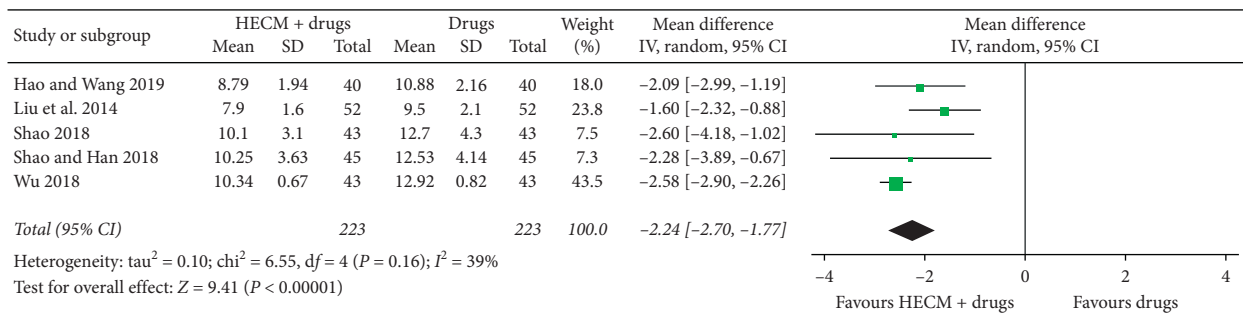 Study or subgroup HECM + drugs Drugs Weight Mean difference Mean difference
Mean SD Total Mean SD Total (%) IV, random, 95% CI IV, random, 95% CI
Hao and Wang 2019 8.79 1.94 40 10.88 2.16 40 18.0 −2.09 [−2.99, −1.19]
Liu et al. 2014 7.9 1.6 52 9.5 2.1 52 23.8 −1.60 [−2.32, −0.88]
Shao 2018 10.1 3.1 43 12.7 4.3 43 7.5 −2.60 [−4.18, −1.02]
Shao and Han 2018 10.25 3.63 45 12.53 4.14 45 7.3 −2.28 [−3.89, −0.67]
Wu 2018 10.34 0.67 43 12.92 0.82 43 43.5 −2.58 [−2.90, −2.26]
Total (95% CI) 223 223 100.0 −2.24 [−2.70, −1.77]
Heterogeneity: tau² = 0.10; chi² = 6.55, df = 4 (P = 0.16); I² = 39%
Test for overall effect: Z = 9.41 (P < 0.00001)
−4 −2 0 2 4
Favours HECM + drugs Favours drugs